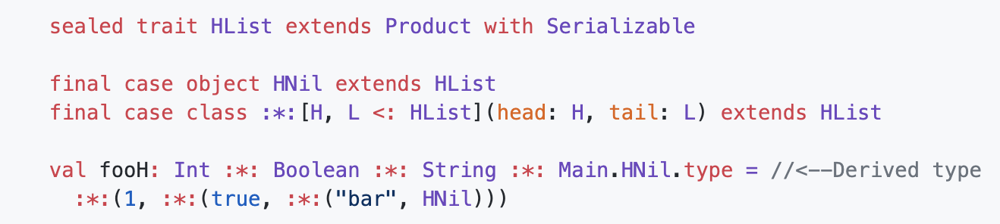 sealed trait HList extends Product with Serializable
final case object HNil extends HList
final case class :*:[H, L <: HList](head: H, tail: L) extends HList
val fooH: Int :*: Boolean :*: String :*: Main.HNil.type = //<--Derived type
:*:(1, :*:(true, :*:("bar", HNil)))